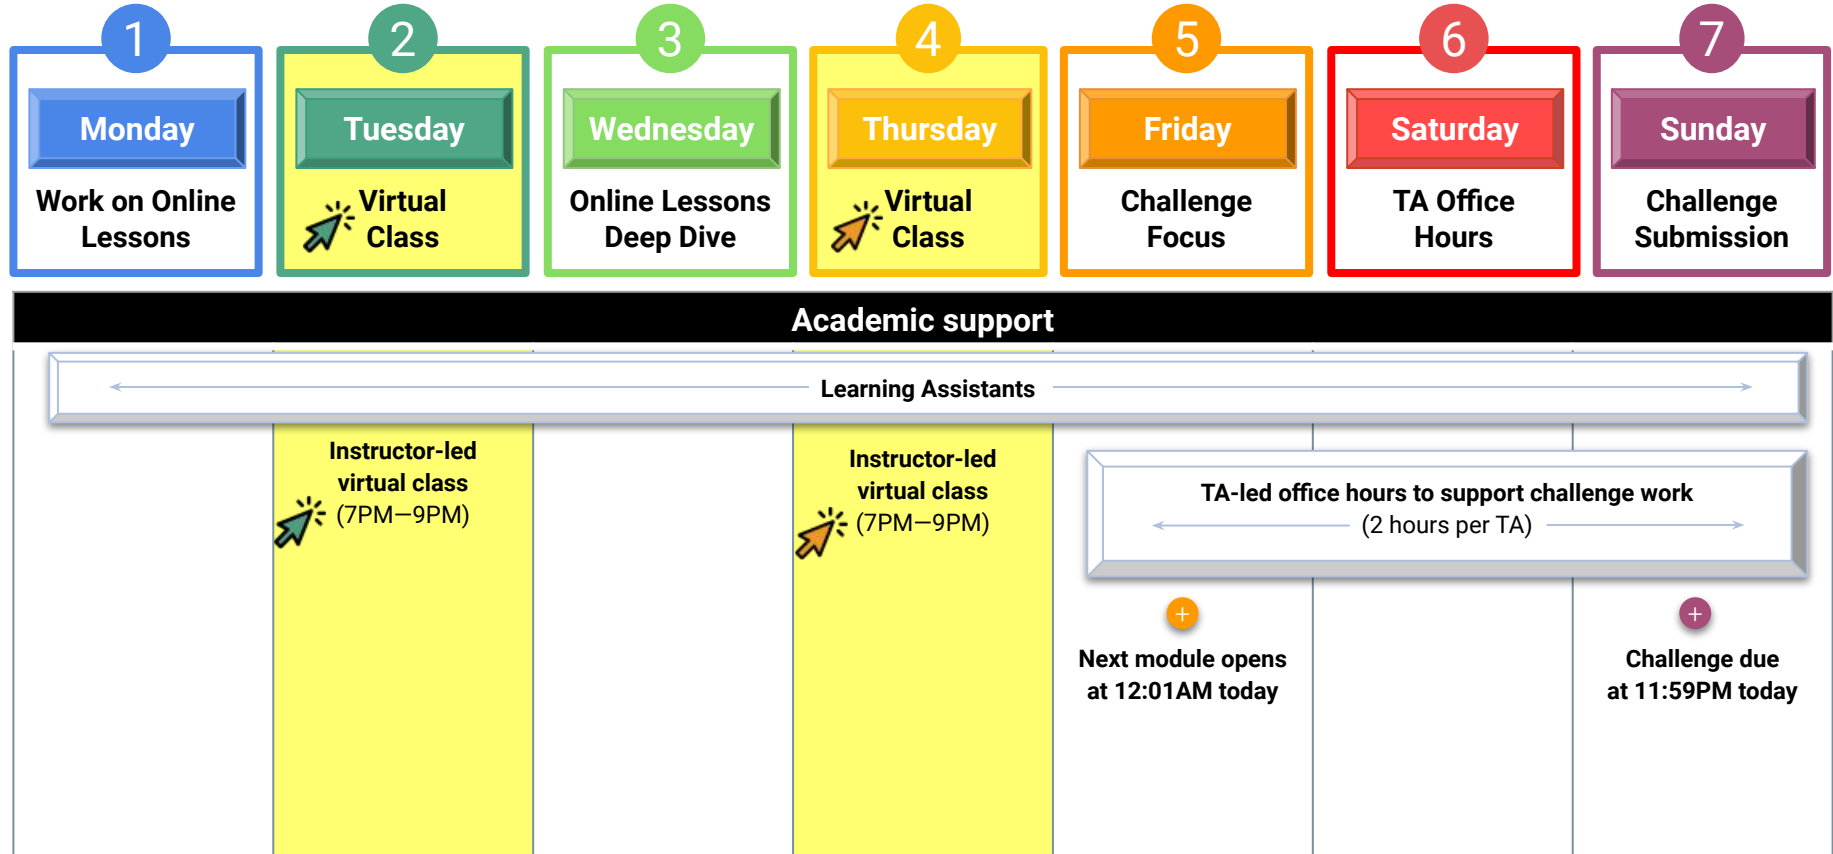 1
2
3
4
5
6
7
Monday
Tuesday
Wednesday
Thursday
Friday
Saturday
Sunday
Work on Online
Lessons
Virtual
Class
Online Lessons
Deep Dive
Virtual
Class
Challenge
Focus
TA Office
Hours
Challenge
Submission
Academic support
Learning Assistants
Instructor-led
virtual class
(7PM—9PM)
Instructor-led
virtual class
(7PM—9PM)
TA-led office hours to support challenge work
(2 hours per TA)
+
Next module opens
at 12:01AM today
+
Challenge due
at 11:59PM today